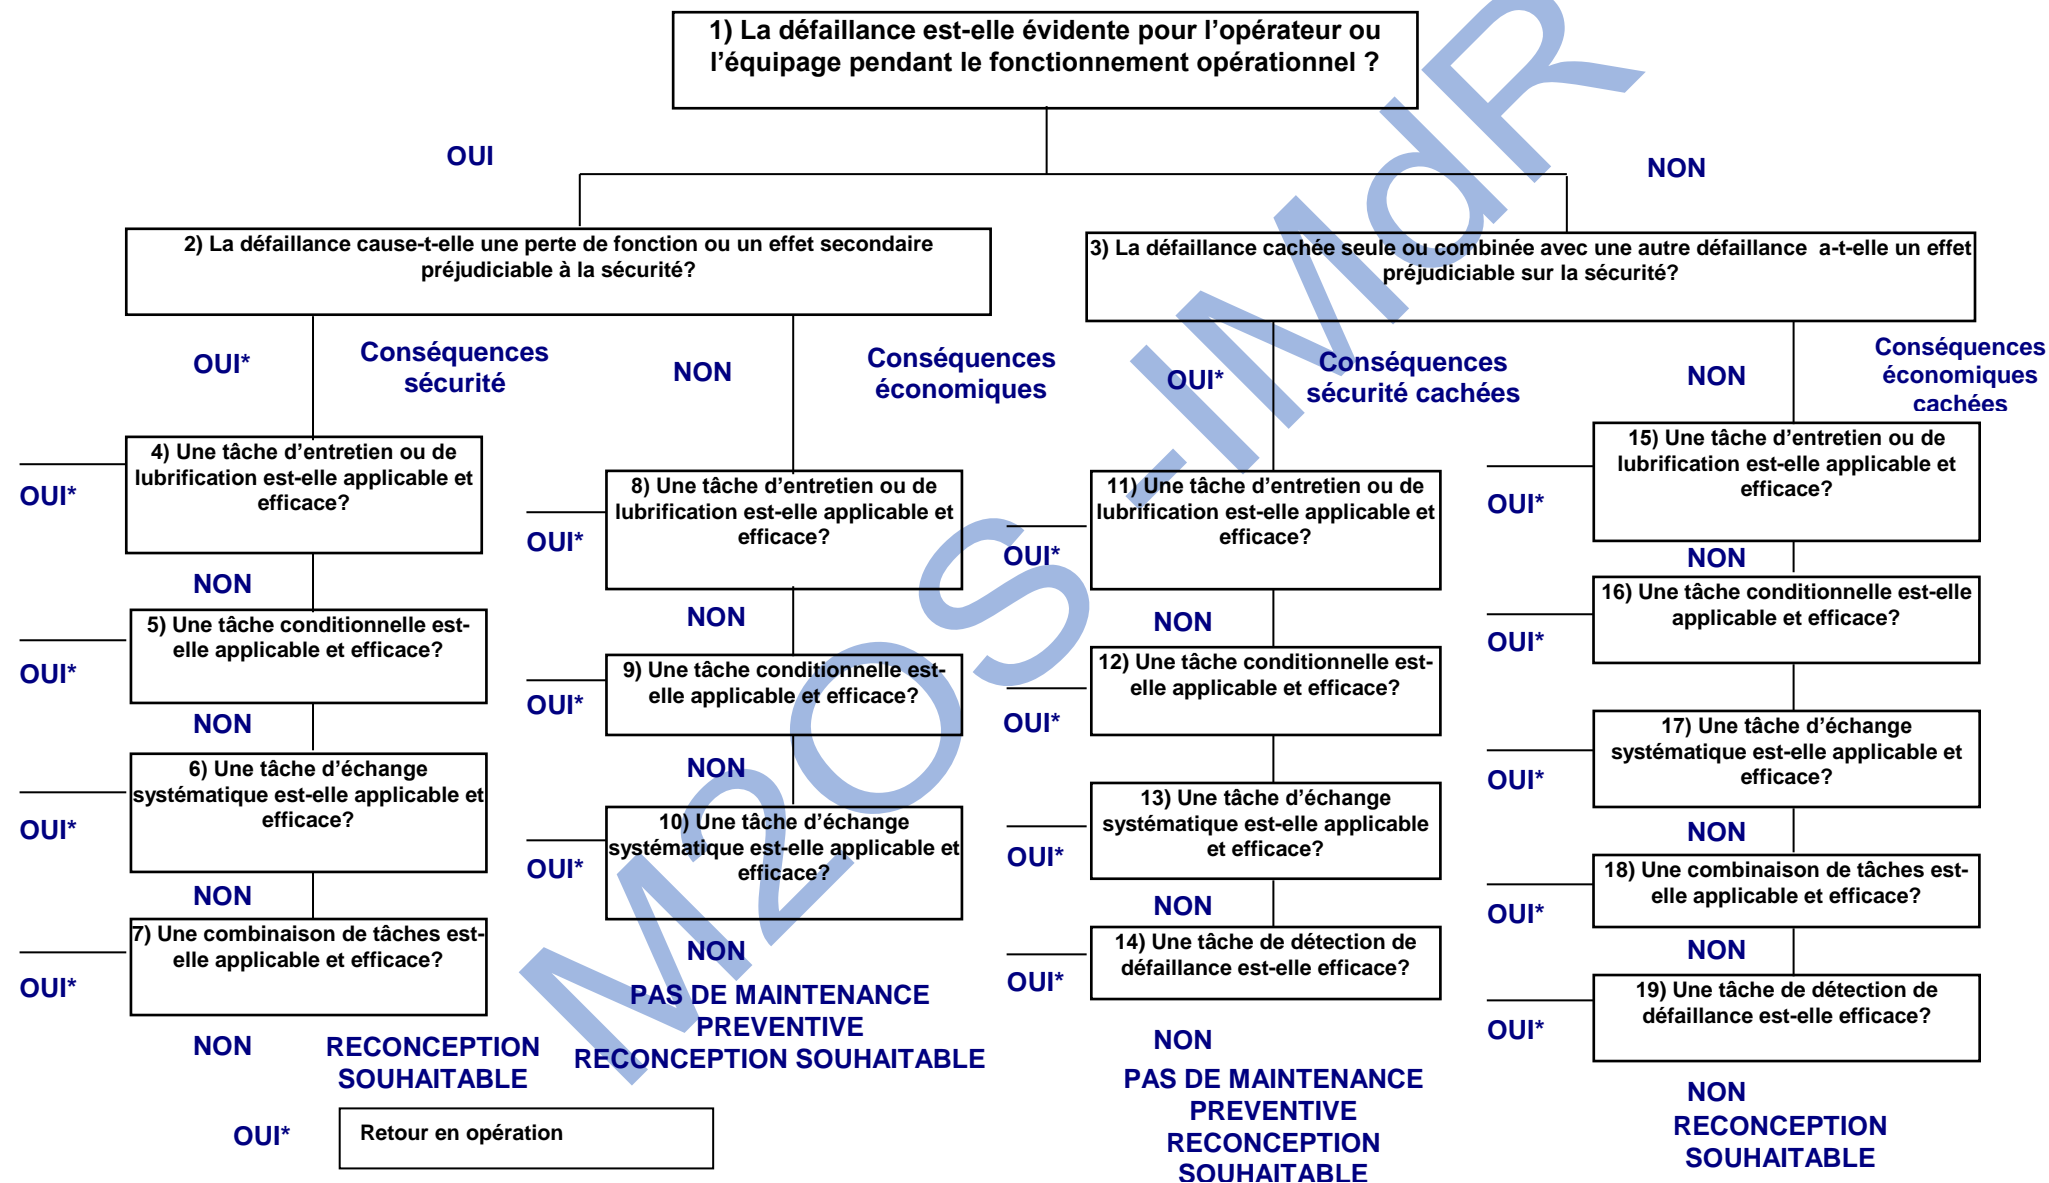 1) La défaillance est-elle évidente pour l'opérateur ou
l'équipage pendant le fonctionnement opérationnel ?
OUI
NON
2) La défaillance cause-t-elle une perte de fonction ou un effet secondaire
préjudiciable à la sécurité?
3) La défaillance cachée seule ou combinée avec une autre défaillance a-t-elle un effet
préjudiciable sur la sécurité?
OUI*
Conséquences
sécurité
NON
Conséquences
économiques
OUI*
Conséquences
sécurité cachées
NON
Conséquences
économiques
cachées
4) Une tâche d'entretien ou de
lubrification est-elle applicable et
efficace?
OUI*
NON
5) Une tâche conditionnelle est-
elle applicable et efficace?
OUI*
NON
6) Une tâche d'échange
systématique est-elle applicable et
efficace?
OUI*
NON
7) Une combinaison de tâches est-
elle applicable et efficace?
OUI*
NON
RECONCEPTION
SOUHAITABLE
8) Une tâche d'entretien ou de
lubrification est-elle applicable et
efficace?
OUI*
NON
9) Une tâche conditionnelle est-
elle applicable et efficace?
OUI*
NON
10) Une tâche d'échange
systématique est-elle applicable et
efficace?
OUI*
NON
PAS DE MAINTENANCE
PREVENTIVE
RECONCEPTION SOUHAITABLE
11) Une tâche d'entretien ou de
lubrification est-elle applicable et
efficace?
OUI*
NON
12) Une tâche conditionnelle est-
elle applicable et efficace?
OUI*
13) Une tâche d'échange
systématique est-elle applicable
et efficace?
OUI*
NON
14) Une tâche de détection de
défaillance est-elle efficace?
OUI*
NON
PAS DE MAINTENANCE
PREVENTIVE
RECONCEPTION
SOUHAITABLE
15) Une tâche d'entretien ou de
lubrification est-elle applicable et
efficace?
OUI*
NON
16) Une tâche conditionnelle est-elle
applicable et efficace?
OUI*
17) Une tâche d'échange
systématique est-elle applicable et
efficace?
OUI*
NON
18) Une combinaison de tâches est-
elle applicable et efficace?
OUI*
NON
19) Une tâche de détection de
défaillance est-elle efficace?
OUI*
NON
RECONCEPTION
SOUHAITABLE
OUI*
Retour en opération
M2OS -IMdR